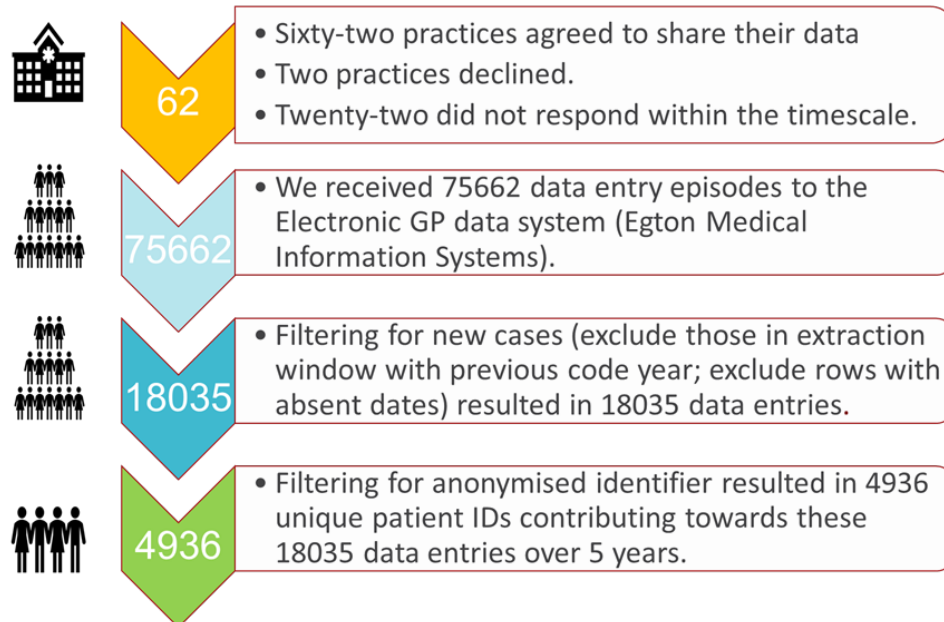 62
• Sixty-two practices agreed to share their data
• Two practices declined.
• Twenty-two did not respond within the timescale.
75662
• We received 75662 data entry episodes to the
Electronic GP data system (Egton Medical
Information Systems).
18035
• Filtering for new cases (exclude those in extraction
window with previous code year; exclude rows with
absent dates) resulted in 18035 data entries.
4936
• Filtering for anonymised identifier resulted in 4936
unique patient IDs contributing towards these
18035 data entries over 5 years.